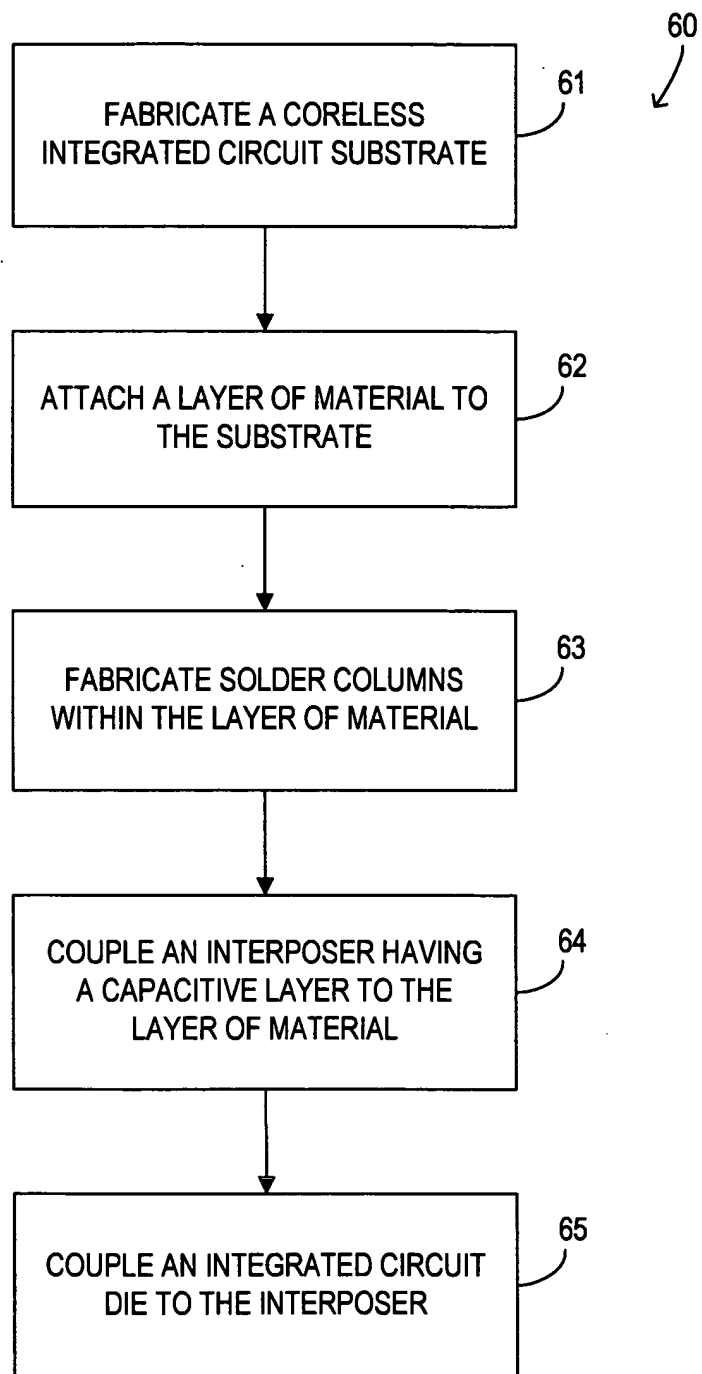 60
FABRICATE A CORELESS
INTEGRATED CIRCUIT SUBSTRATE
61
ATTACH A LAYER OF MATERIAL TO
THE SUBSTRATE
62
FABRICATE SOLDER COLUMNS
WITHIN THE LAYER OF MATERIAL
63
COUPLE AN INTERPOSER HAVING
A CAPACITIVE LAYER TO THE
LAYER OF MATERIAL
64
COUPLE AN INTEGRATED CIRCUIT
DIE TO THE INTERPOSER
65